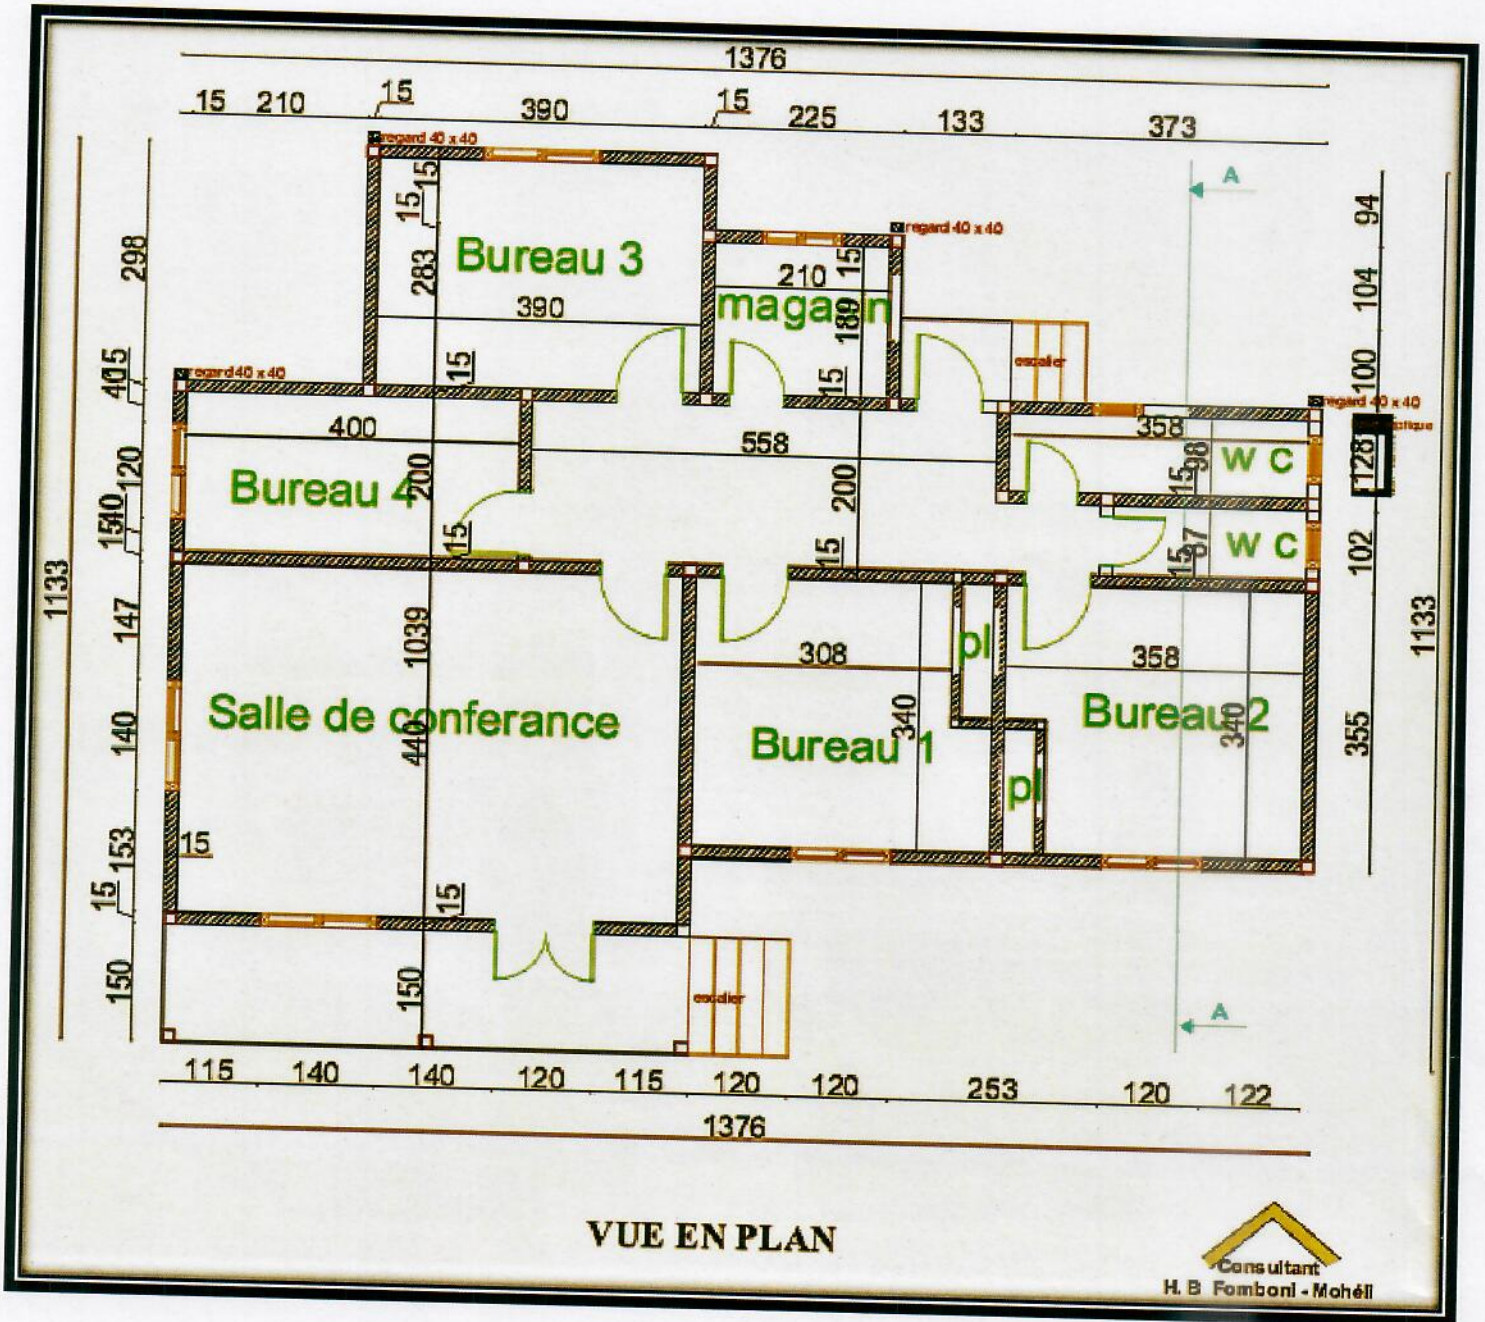 1376
15 210 15 390 15 225 133 373
regard 40 x 40
A
15
15
94
298
Bureau 3
283
regard 40 x 40
15
210
104
390
magasin
189
4015
15
15
escalier
100
regard 40 x 40
regard 40 x 40
400
558
358
128
120
Bureau 4
200
200
15
98
W C
1540
15
15
15
87
W C
102
1133
147
1039
308
pl
358
1133
Salle de conferance
440
140
Bureau 1
340
Bureau 2
340
355
pl
153
15
15
15
150
150
escalier
A
115 140 140 120 115 120 120 253 120 122
1376
VUE EN PLAN
Consultant
H. B Fomboni - Mohéli